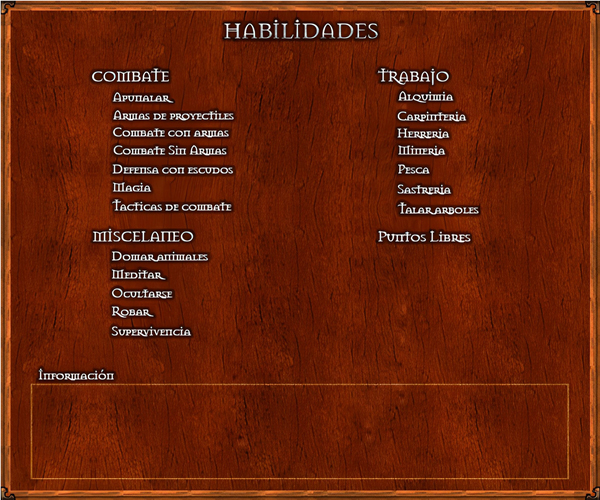 HABILIDADES
COMBATE
Apunalar
Armas de proyectiles
Combate con armas
Combate Sin Armas
Defensa con escudos
Magia
Tacticas de combate
MISCELANEO
Domar animales
Meditar
Ocultarse
Robar
Supervivencia
TRABAJO
Alquimia
Carpinteria
Herreria
Mineria
Pesca
Sastreria
Talar arboles
Puntos Libres
Información